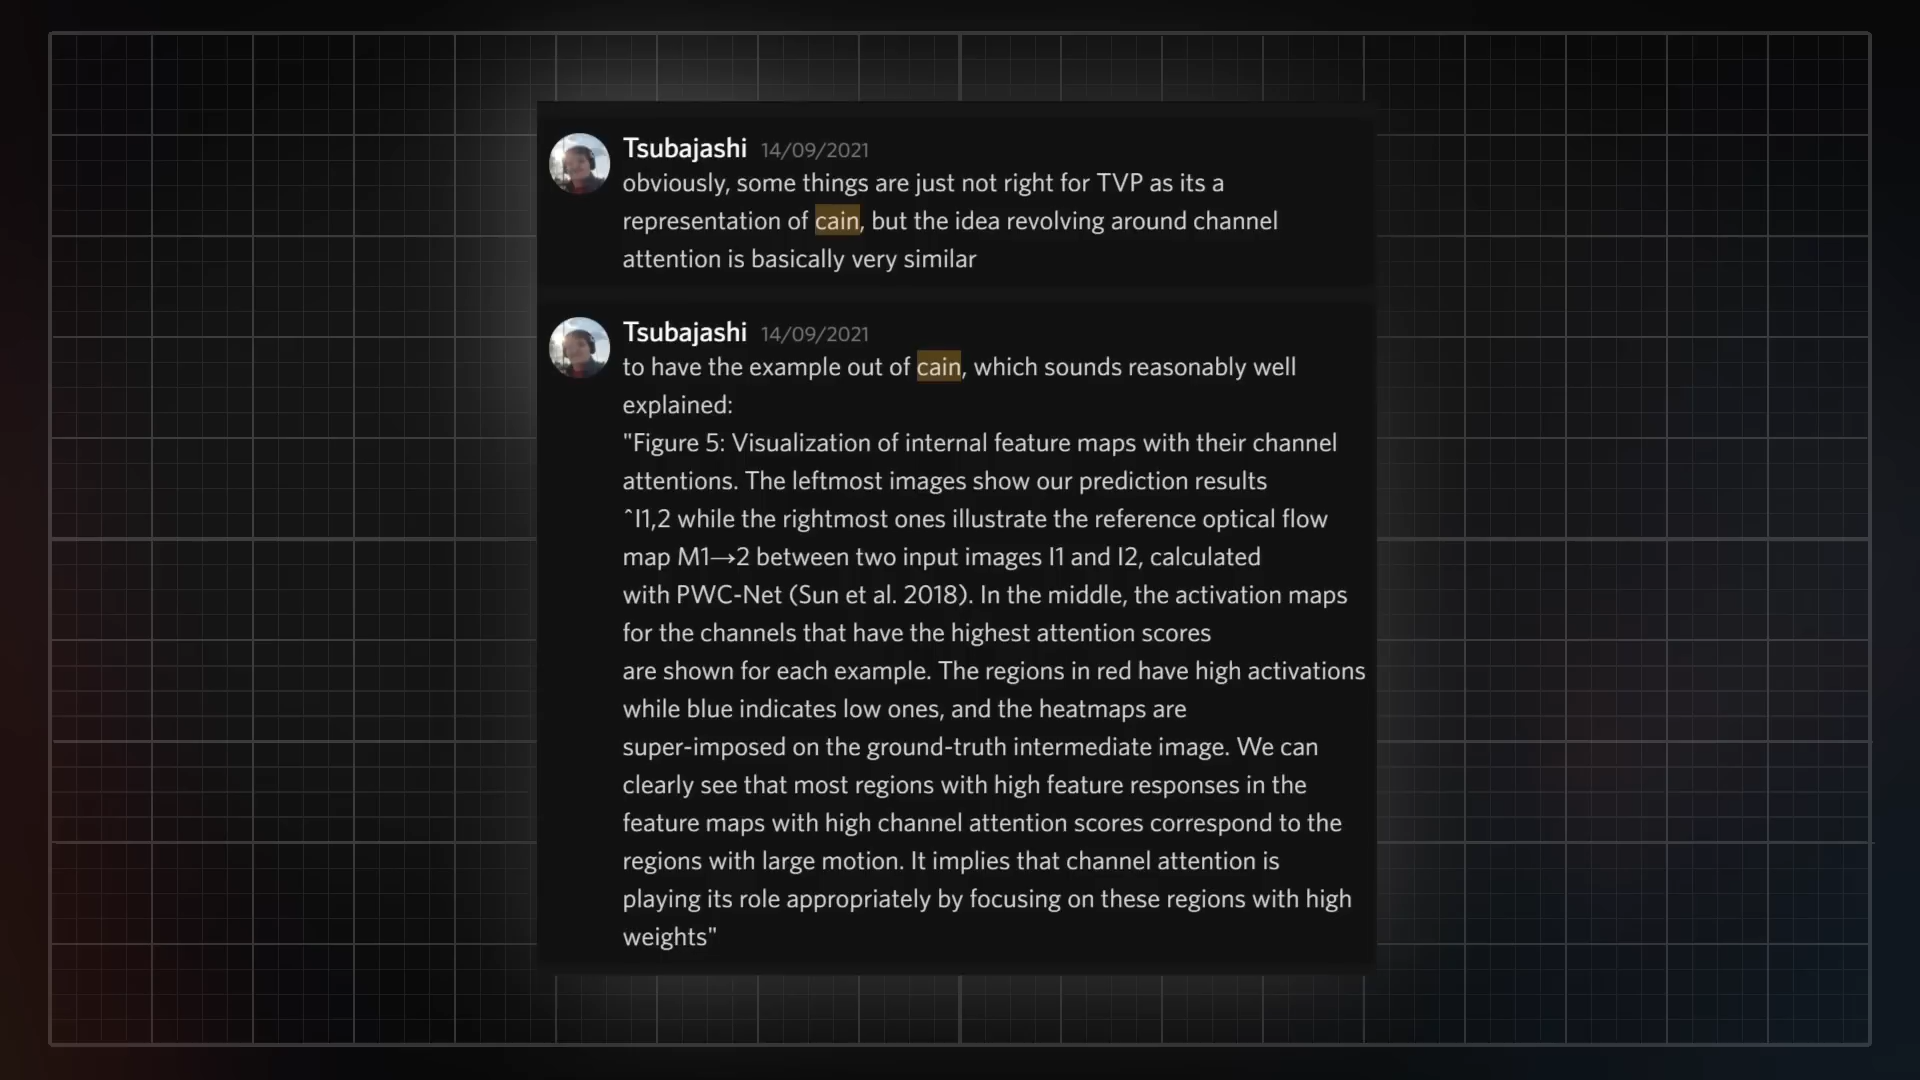 Tsubajashi 14/09/2021
obviously, some things are just not right for TVP as its a
representation of cain, but the idea revolving around channel
attention is basically very similar
Tsubajashi 14/09/2021
to have the example out of cain, which sounds reasonably well
explained:
"Figure 5: Visualization of internal feature maps with their channel
attentions. The leftmost images show our prediction results
ˆI1,2 while the rightmost ones illustrate the reference optical flow
map M1→2 between two input images I1 and I2, calculated
with PWC-Net (Sun et al. 2018). In the middle, the activation maps
for the channels that have the highest attention scores
are shown for each example. The regions in red have high activations
while blue indicates low ones, and the heatmaps are
super-imposed on the ground-truth intermediate image. We can
clearly see that most regions with high feature responses in the
feature maps with high channel attention scores correspond to the
regions with large motion. It implies that channel attention is
playing its role appropriately by focusing on these regions with high
weights"